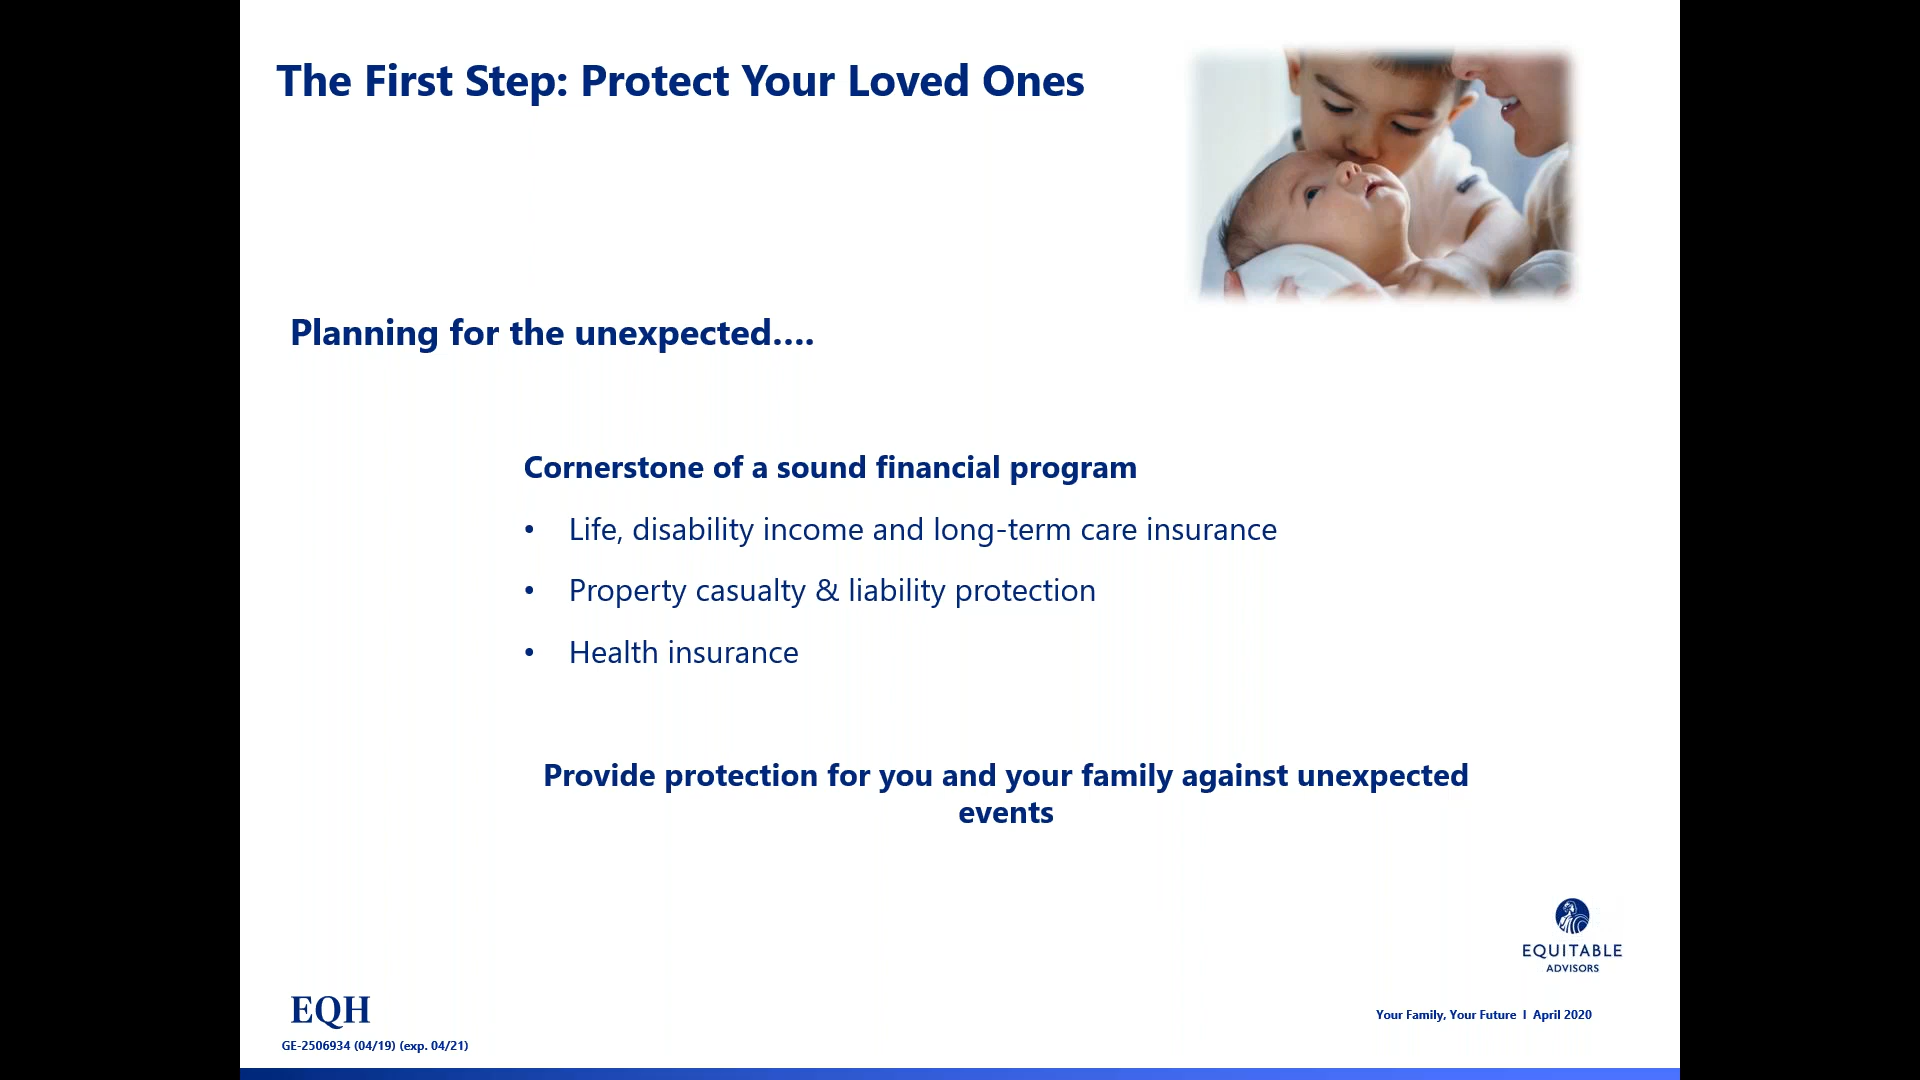 The First Step: Protect Your Loved Ones
Planning for the unexpected....
Cornerstone of a sound financial program
• Life, disability income and long-term care insurance
• Property casualty & liability protection
• Health insurance
Provide protection for you and your family against unexpected
events
EQUITABLE
ADVISORS
EQH
Your Family, Your Future I April 2020
GE-2506934 (04/19) (exp. 04/21)